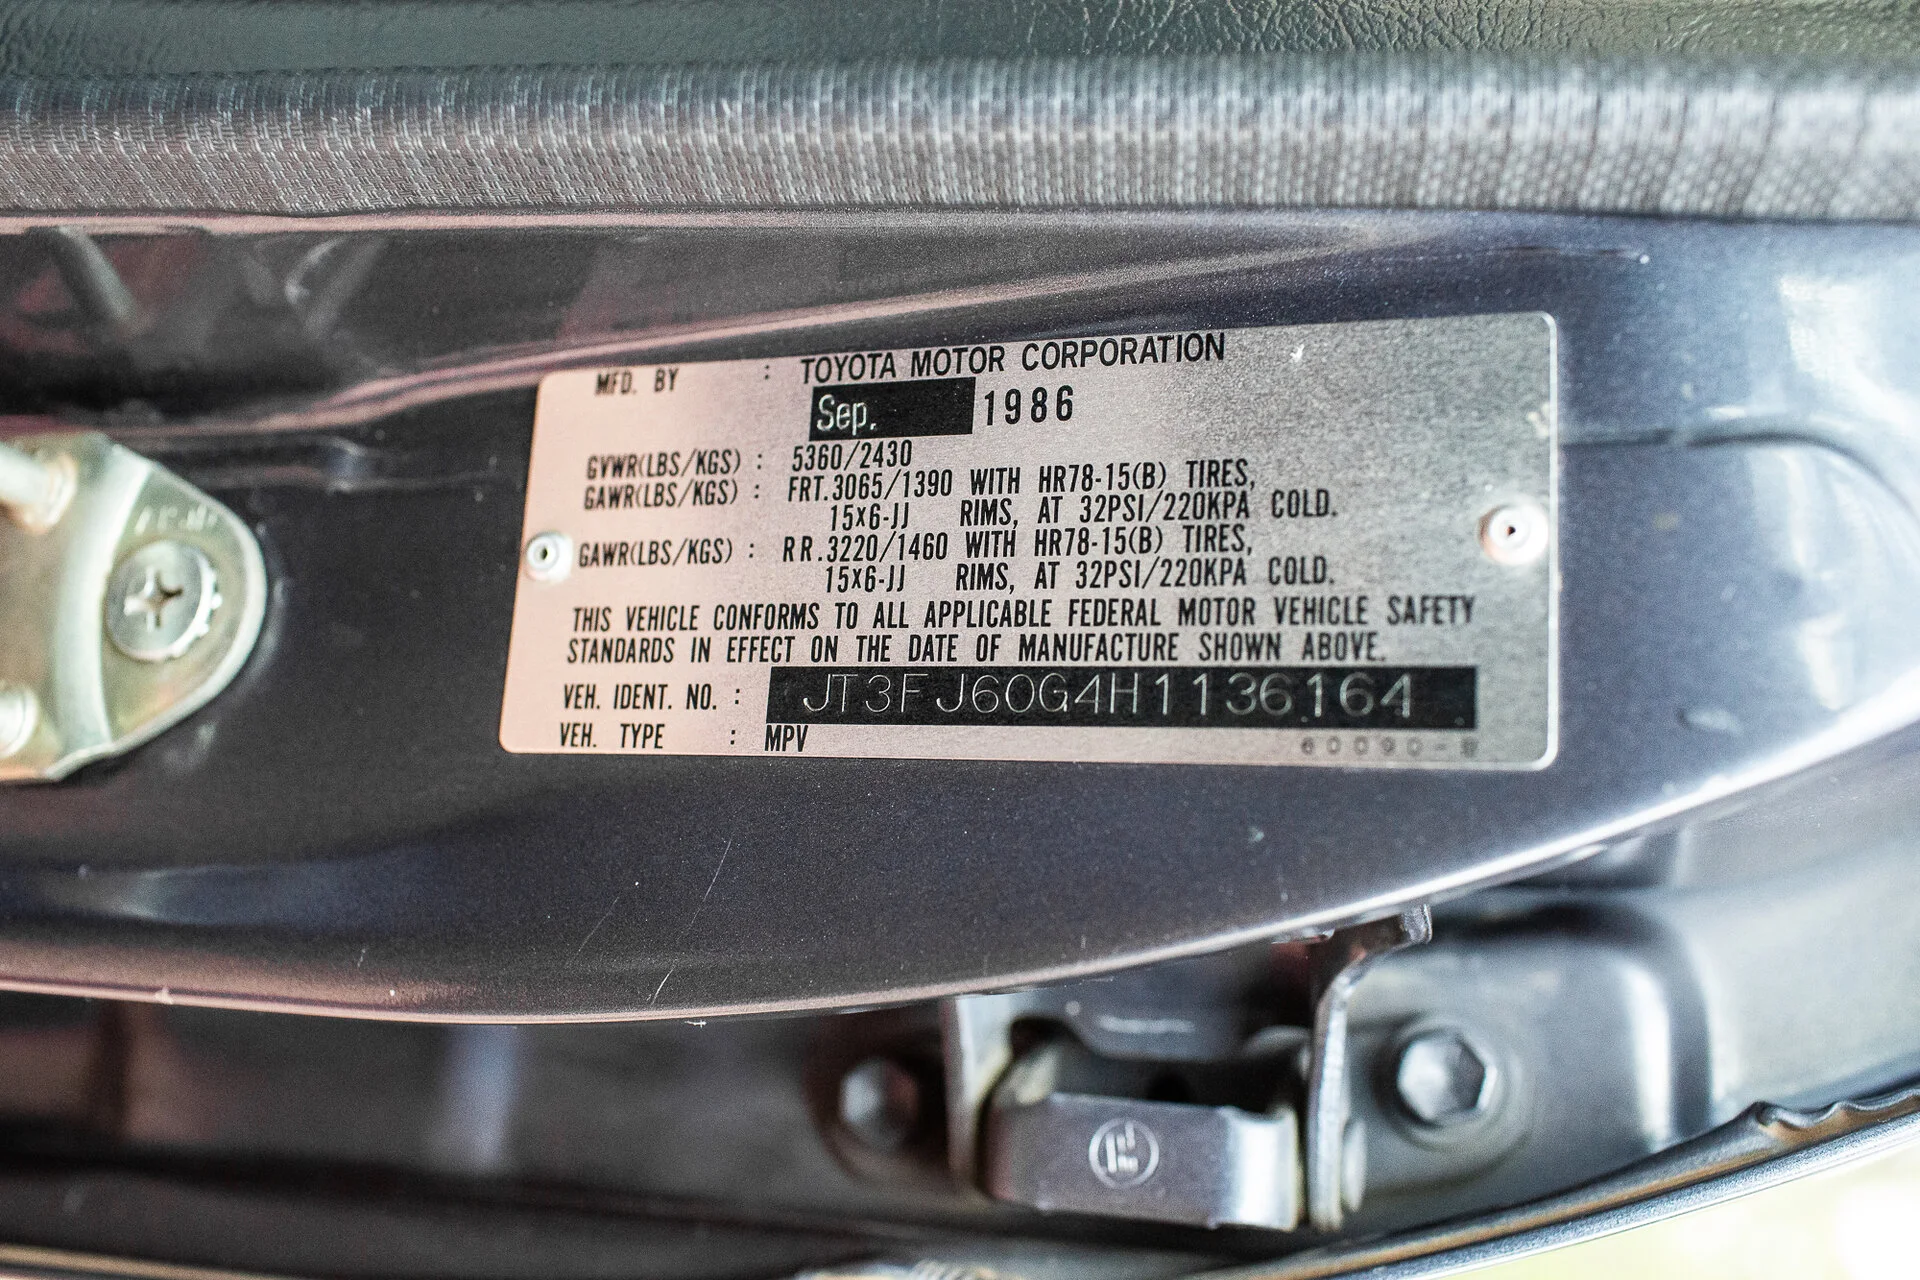 MFD. BY : TOYOTA MOTOR CORPORATION
Sep. 1986
GVWR(LBS/KGS) : 5360/2430
GAWR(LBS/KGS) : FRT.3065/1390 WITH HR78-15(B) TIRES,
15x6-JJ RIMS, AT 32PSI/220KPA COLD.
GAWR(LBS/KGS) : RR.3220/1460 WITH HR78-15(B) TIRES,
15x6-JJ RIMS, AT 32PSI/220KPA COLD.
THIS VEHICLE CONFORMS TO ALL APPLICABLE FEDERAL MOTOR VEHICLE SAFETY
STANDARDS IN EFFECT ON THE DATE OF MANUFACTURE SHOWN ABOVE.
VEH. IDENT. NO. : JT3FJ60G4H1136164
VEH. TYPE : MPV